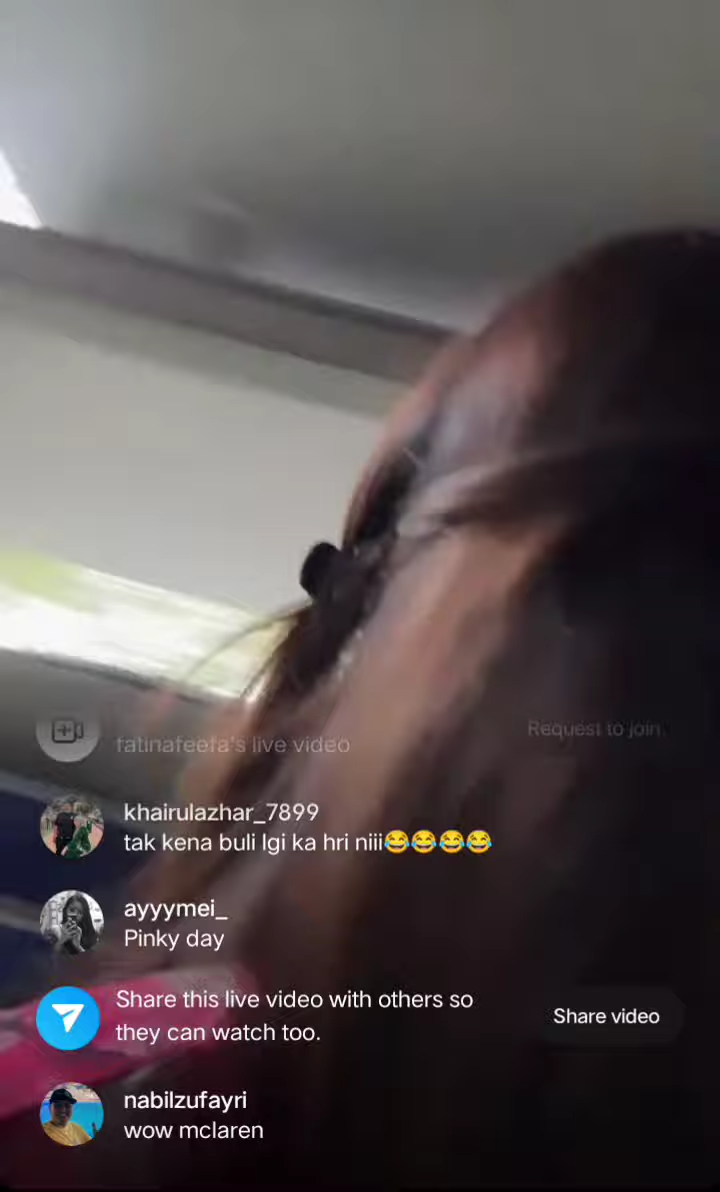 fatinafeefa's live video
Request to join
khairulazhar_7899
tak kena buli lgi ka hri niii😂😂😂😂
ayyymei_
Pinky day
Share this live video with others so
they can watch too.
Share video
nabilzufayri
wow mclaren